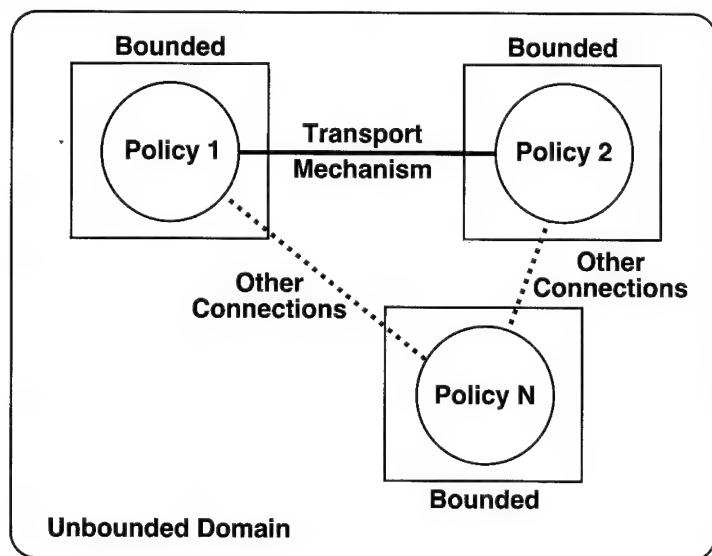 Bounded
Bounded
Policy 1
Transport
Mechanism
Policy 2
Other
Connections
Other
Connections
Policy N
Bounded
Unbounded Domain